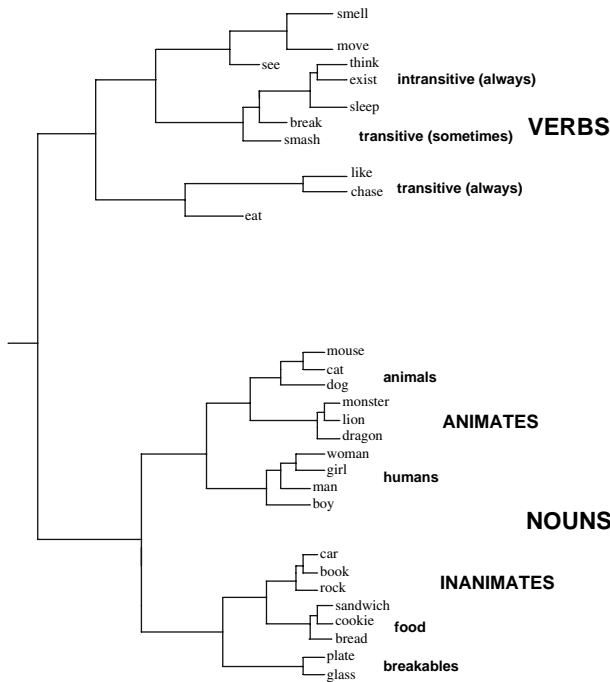 smell
move
see
think
exist
intransitive (always)
sleep
break
VERBS
smash
transitive (sometimes)
like
chase
transitive (always)
eat
mouse
cat
animals
dog
monster
lion
ANIMATES
dragon
woman
girl
humans
man
boy
NOUNS
car
book
INANIMATES
rock
sandwich
cookie
food
bread
plate
breakables
glass